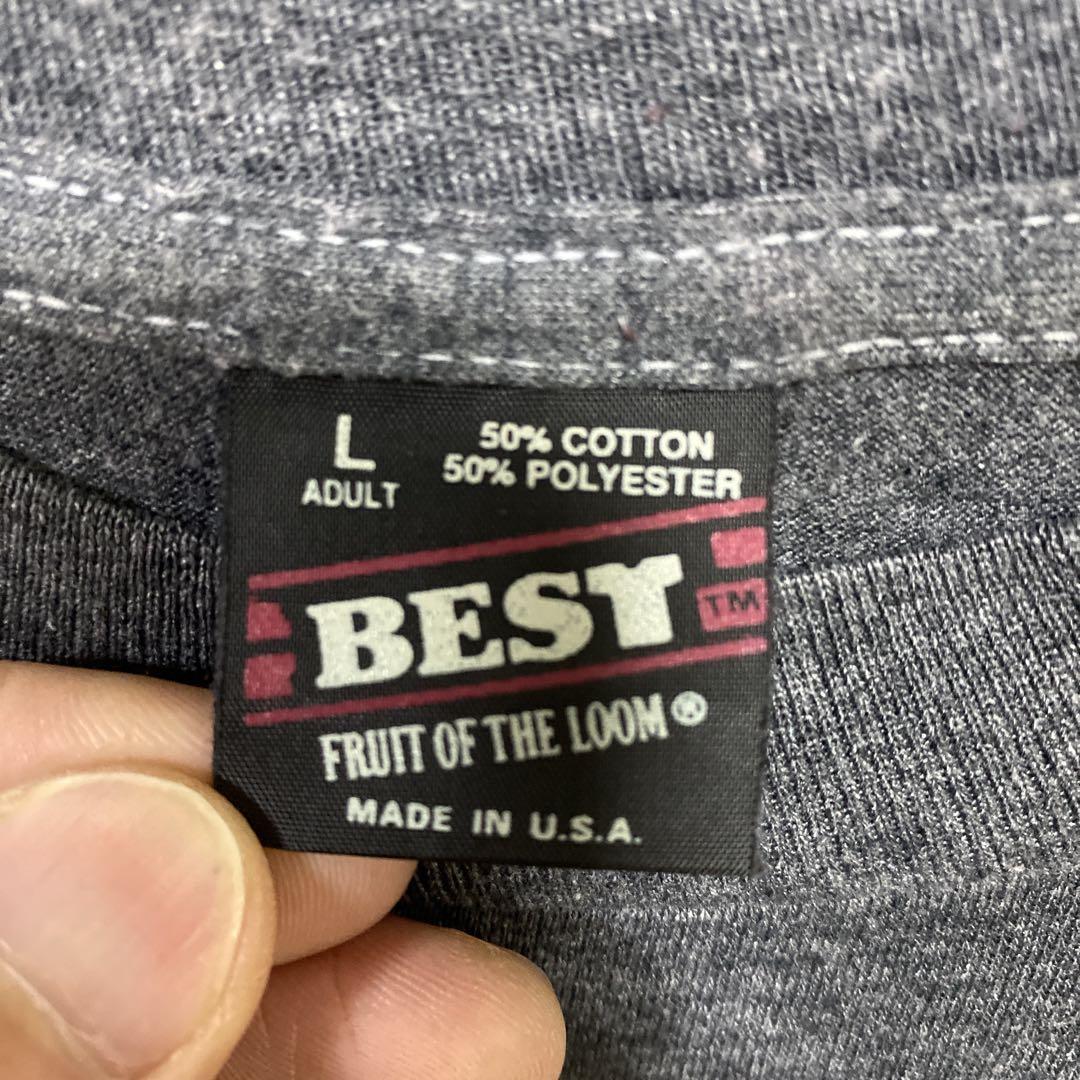 L
ADULT
50% COTTON
50% POLYESTER
BEST
TM
FRUIT OF THE LOOM®
MADE IN U.S.A.